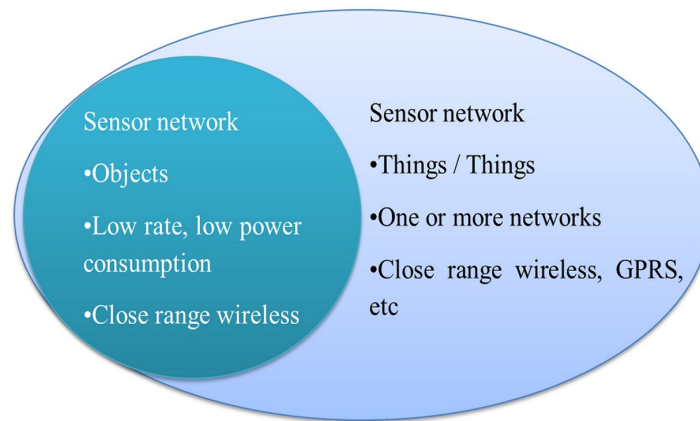 Sensor network
•Objects
•Low rate, low power
consumption
•Close range wireless
Sensor network
•Things / Things
•One or more networks
•Close range wireless, GPRS,
etc